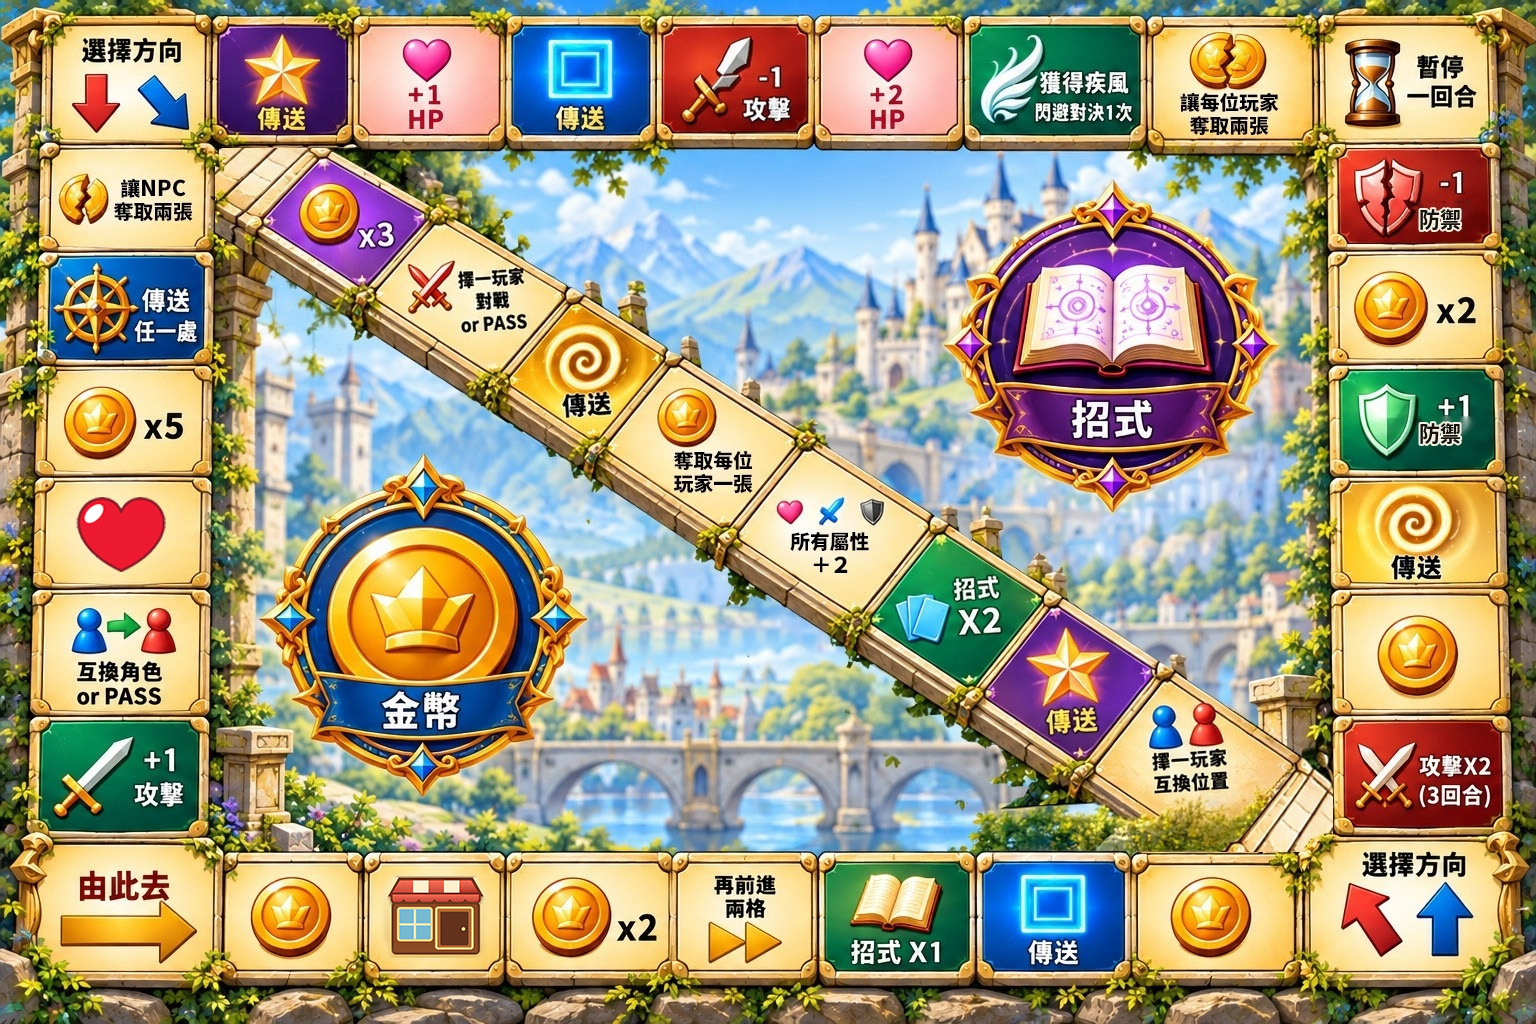 選擇方向
傳送
+1
HP
傳送
-1
攻擊
+2
HP
獲得疾風
閃避對決1次
讓每位玩家
奪取兩張
暫停
一回合
讓NPC
奪取兩張
傳送
任一處
x5
互換角色
or PASS
+1
攻擊
x3
擇一玩家
對戰
or PASS
傳送
奪取每位
玩家一張
所有屬性
+2
招式
X2
傳送
擇一玩家
互換位置
招式
金幣
-1
防禦
x2
+1
防禦
傳送
攻擊X2
(3回合)
由此去
x2
再前進
兩格
招式 X1
傳送
選擇方向